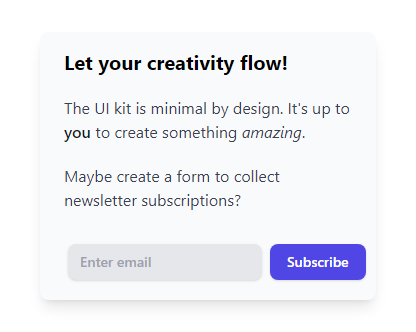 Let your creativity flow!
The UI kit is minimal by design. It's up to
you to create something amazing.
Maybe create a form to collect
newsletter subscriptions?
Enter email
Subscribe